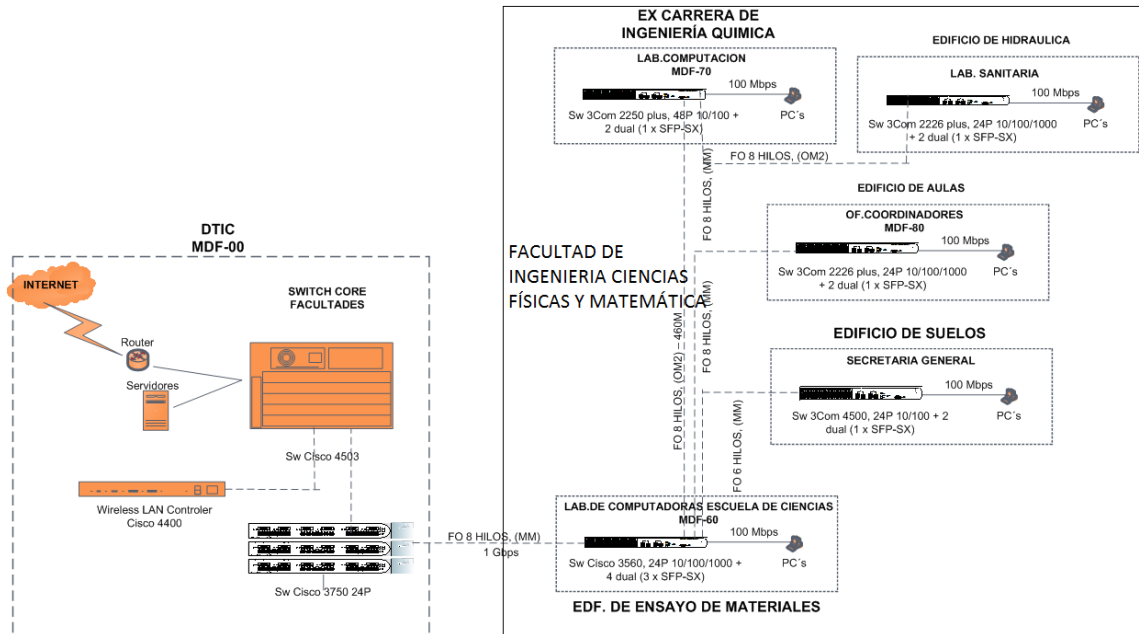 DTIC
MDF-00
INTERNET
Router
Servidores
SWITCH CORE
FACULTADES
Sw Cisco 4503
Wireless LAN Controler
Cisco 4400
Sw Cisco 3750 24P
FO 8 HILOS, (MM)
1 Gbps
FACULTAD DE
INGENIERIA CIENCIAS
FÍSICAS Y MATEMÁTICA
EX CARRERA DE
INGENIERÍA QUIMICA
LAB.COMPUTACION
MDF-70
100 Mbps
PC´s
Sw 3Com 2250 plus, 48P 10/100 +
2 dual (1 x SFP-SX)
EDIFICIO DE HIDRAULICA
LAB. SANITARIA
100 Mbps
PC´s
Sw 3Com 2226 plus, 24P 10/100/1000
+ 2 dual (1 x SFP-SX)
FO 8 HILOS, (OM2)
FO 8 HILOS, (MM)
EDIFICIO DE AULAS
OF.COORDINADORES
MDF-80
100 Mbps
PC´s
Sw 3Com 2226 plus, 24P 10/100/1000
+ 2 dual (1 x SFP-SX)
FO 8 HILOS, (OM2) – 460M
FO 8 HILOS, (MM)
EDIFICIO DE SUELOS
SECRETARIA GENERAL
100 Mbps
PC´s
Sw 3Com 4500, 24P 10/100 + 2
dual (1 x SFP-SX)
FO 6 HILOS, (MM)
LAB.DE COMPUTADORAS ESCUELA DE CIENCIAS
MDF-60
100 Mbps
PC´s
Sw Cisco 3560, 24P 10/100/1000 +
4 dual (3 x SFP-SX)
EDF. DE ENSAYO DE MATERIALES